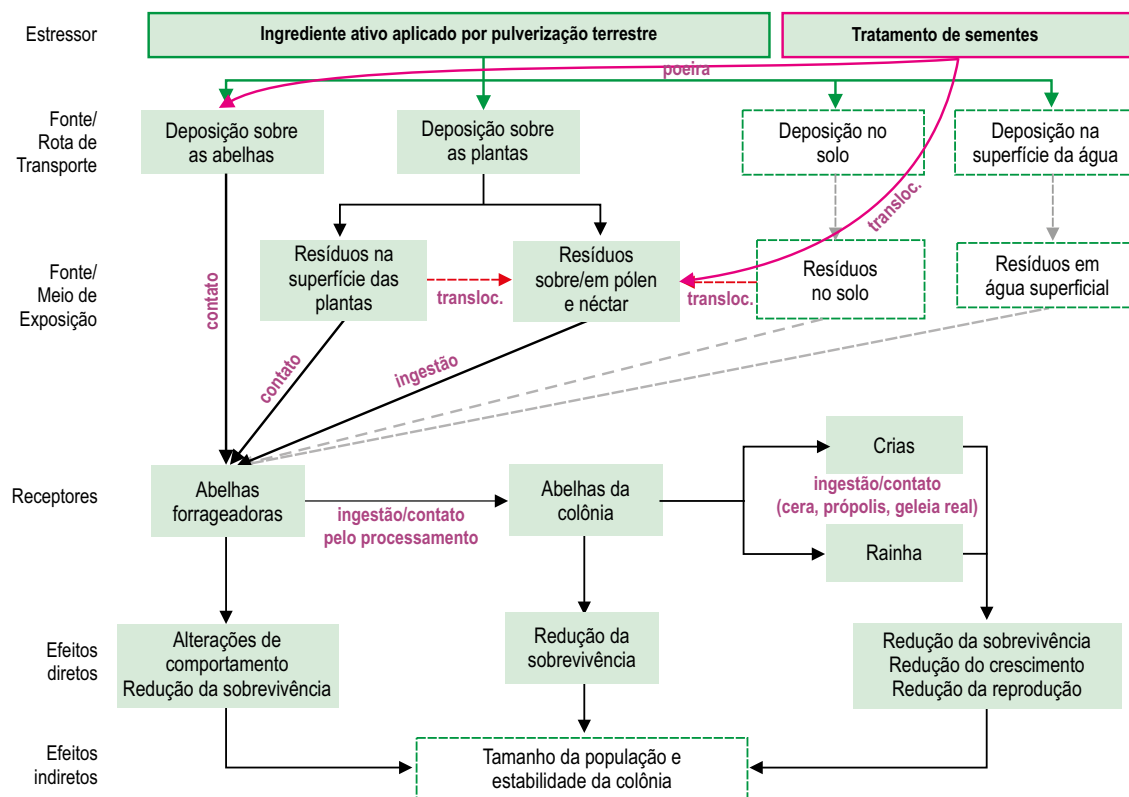 Estressor
Ingrediente ativo aplicado por pulverização terrestre
Tratamento de sementes
poeira
Fonte/
Rota de
Transporte
Deposição sobre
as abelhas
Deposição sobre
as plantas
Deposição no
solo
Deposição na
superfície da água
transloc.
Fonte/
Meio de
Exposição
contato
Resíduos na
superfície das
plantas
transloc.
Resíduos
sobre/em pólen
e néctar
transloc.
Resíduos
no solo
Resíduos em
água superficial
contato
ingestão
Receptores
Abelhas
forrageadoras
ingestão/contato
pelo processamento
Abelhas da
colônia
Crias
ingestão/contato
(cera, própolis, geleia real)
Rainha
Efeitos
diretos
Alterações de
comportamento
Redução da sobrevivência
Redução da
sobrevivência
Redução da sobrevivência
Redução do crescimento
Redução da reprodução
Efeitos
indiretos
Tamanho da população e
estabilidade da colônia